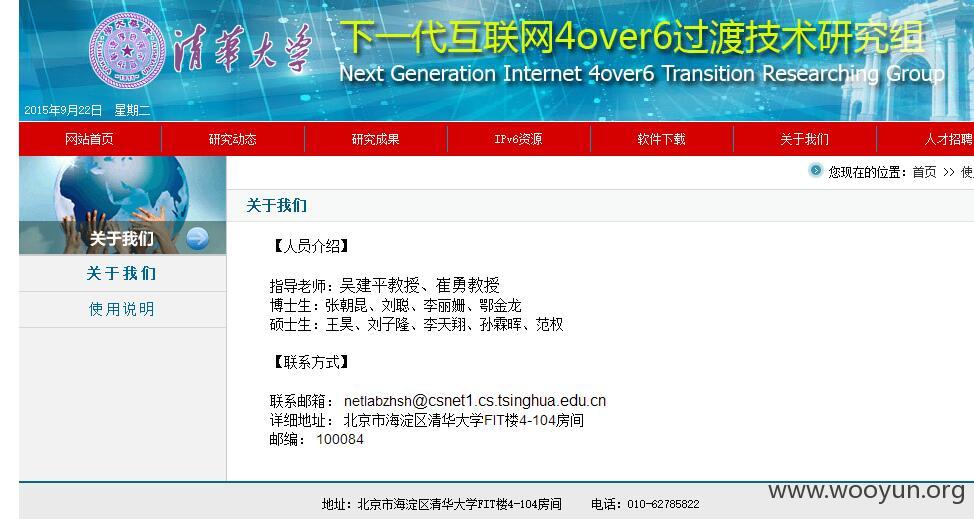 清華大学
下一代互联网4over6过渡技术研究组
Next Generation Internet 4over6 Transition Researching Group
2015年9月22日 星期二
网站首页 研究动态 研究成果 IPv6资源 软件下载 关于我们 人才招聘
您现在的位置：首页 >> 使
关于我们
关于我们
关于我们
使用说明
【人员介绍】
指导老师：吴建平教授、崔勇教授
博士生：张朝昆、刘聪、李丽姗、鄂金龙
硕士生：王昊、刘子隆、李天翔、孙霖晖、范权
【联系方式】
联系邮箱： netlabzhsh@csnet1.cs.tsinghua.edu.cn
详细地址： 北京市海淀区清华大学FIT楼4-104房间
邮编： 100084
地址：北京市海淀区清华大学FIT楼4-104房间 电话：010-62785822
www.wooyun.org